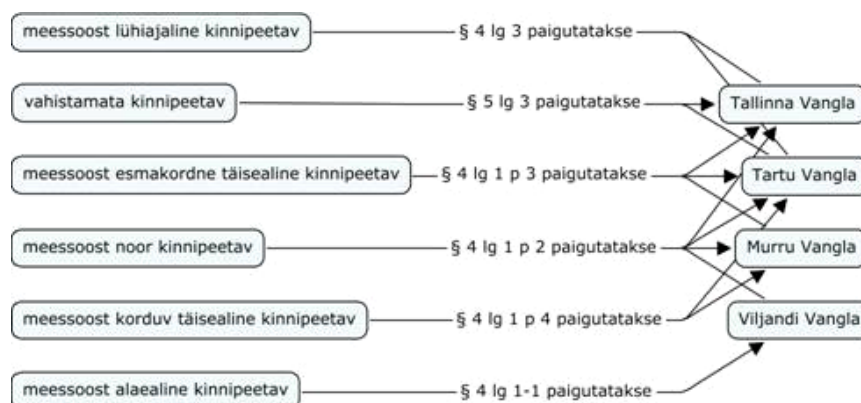 meessoost lühiajaline kinnipeetav § 4 lg 3 paigutatakse
vahistamata kinnipeetav § 5 lg 3 paigutatakse Tallinna Vangla
meessoost esmakordne täisealine kinnipeetav § 4 lg 1 p 3 paigutatakse Tartu Vangla
meessoost noor kinnipeetav § 4 lg 1 p 2 paigutatakse Murru Vangla
meessoost korduv täisealine kinnipeetav § 4 lg 1 p 4 paigutatakse Viljandi Vangla
meessoost alaealine kinnipeetav § 4 lg 1-1 paigutatakse